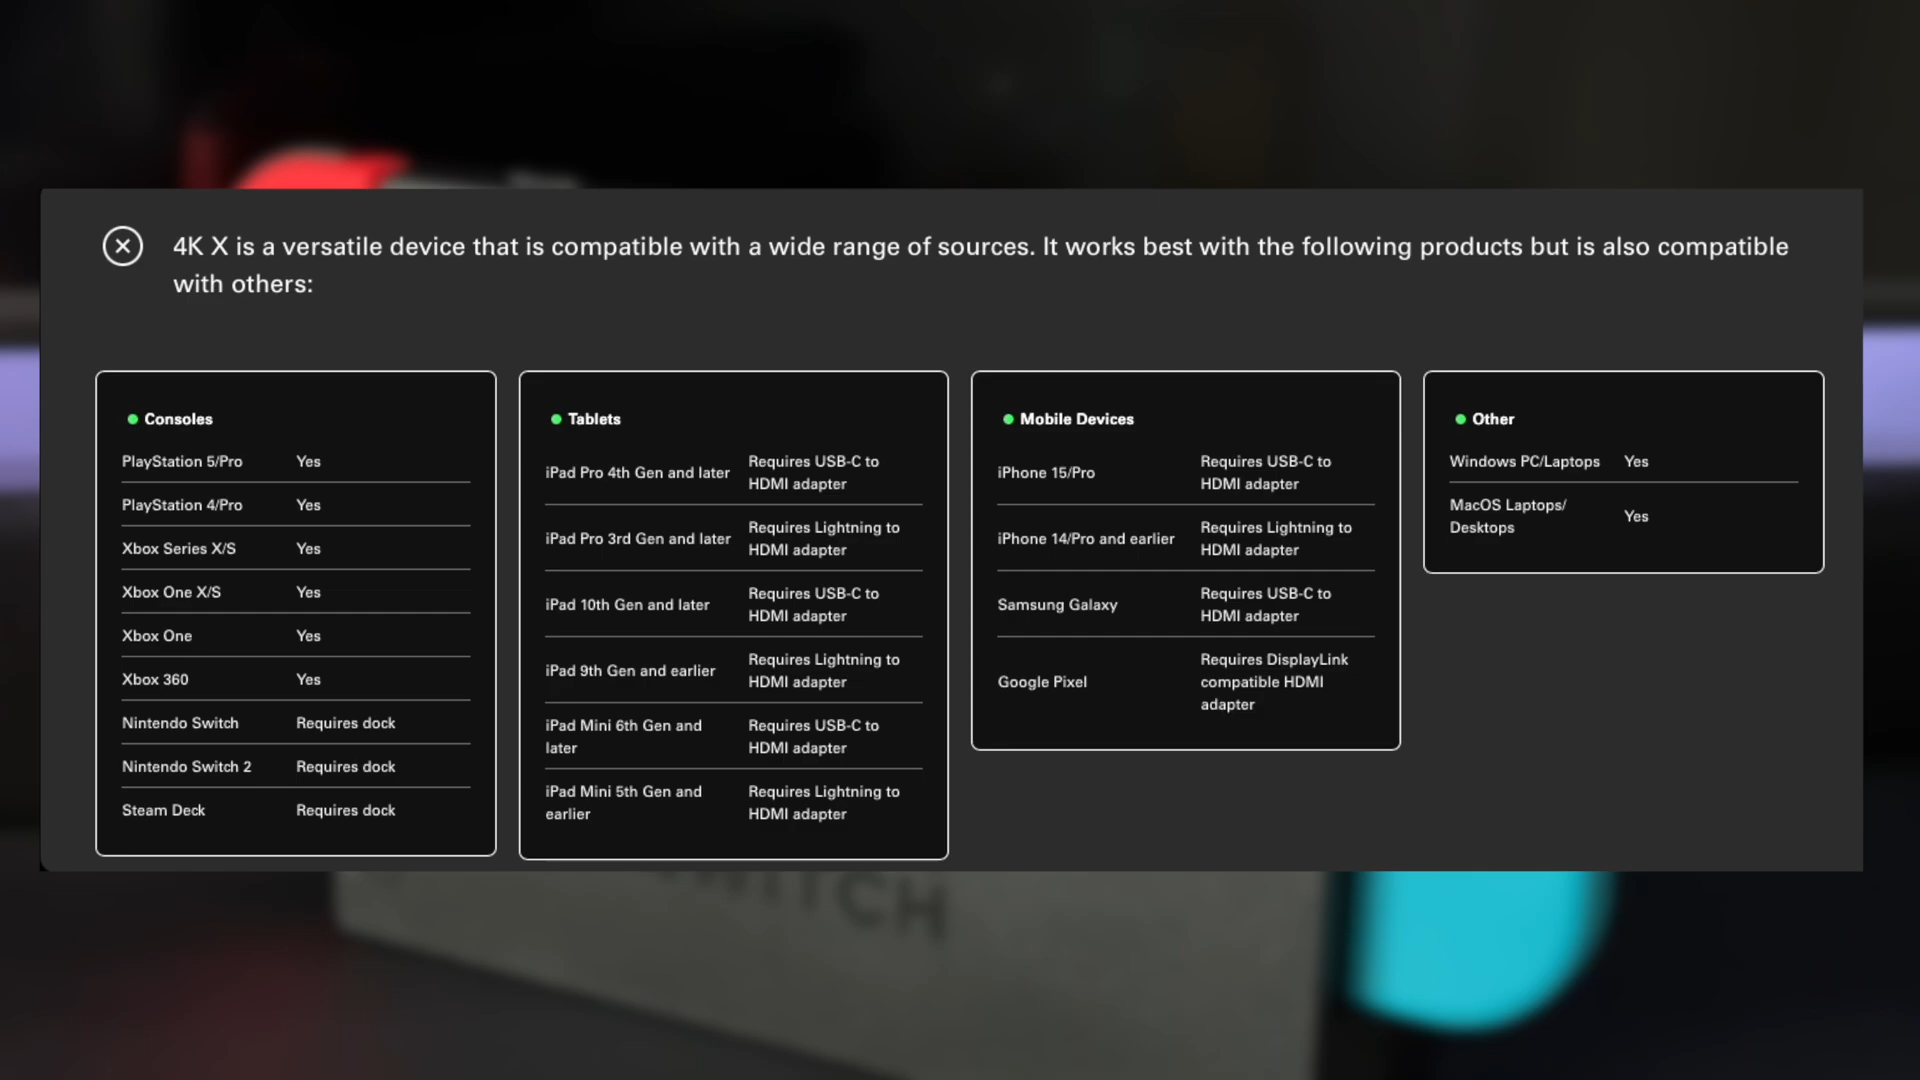 4K X is a versatile device that is compatible with a wide range of sources. It works best with the following products but is also compatible
with others:
Consoles
PlayStation 5/Pro Yes
PlayStation 4/Pro Yes
Xbox Series X/S Yes
Xbox One X/S Yes
Xbox One Yes
Xbox 360 Yes
Nintendo Switch Requires dock
Nintendo Switch 2 Requires dock
Steam Deck Requires dock
Tablets
iPad Pro 4th Gen and later Requires USB-C to
HDMI adapter
iPad Pro 3rd Gen and later Requires Lightning to
HDMI adapter
iPad 10th Gen and later Requires USB-C to
HDMI adapter
iPad 9th Gen and earlier Requires Lightning to
HDMI adapter
iPad Mini 6th Gen and Requires USB-C to
later HDMI adapter
iPad Mini 5th Gen and Requires Lightning to
earlier HDMI adapter
Mobile Devices
iPhone 15/Pro Requires USB-C to
HDMI adapter
iPhone 14/Pro and earlier Requires Lightning to
HDMI adapter
Samsung Galaxy Requires USB-C to
HDMI adapter
Google Pixel Requires DisplayLink
compatible HDMI
adapter
Other
Windows PC/Laptops Yes
MacOS Laptops/
Desktops Yes